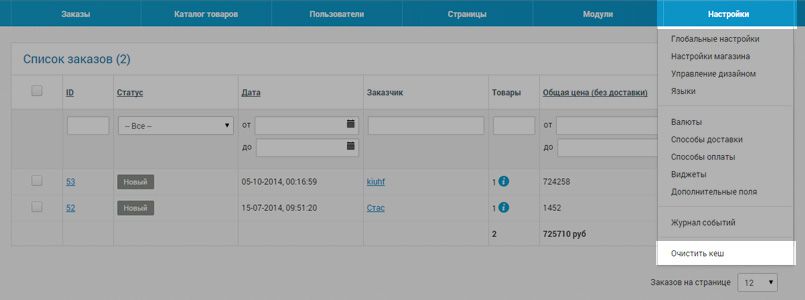 Заказы Каталог товаров Пользователи Страницы Модули Настройки
Глобальные настройки
Настройки магазина
Управление дизайном
Языки
Валюты
Способы доставки
Способы оплаты
Виджеты
Дополнительные поля
Журнал событий
Очистить кеш
Список заказов (2)
ID Статус Дата Заказчик Товары Общая цена (без доставки)
-- Все -- от от
до до
53 Новый 05-10-2014, 00:16:59 kiuhf 1 724258
52 Новый 15-07-2014, 09:51:20 Стас 1 1452
2 725710 руб
Заказов на странице 12